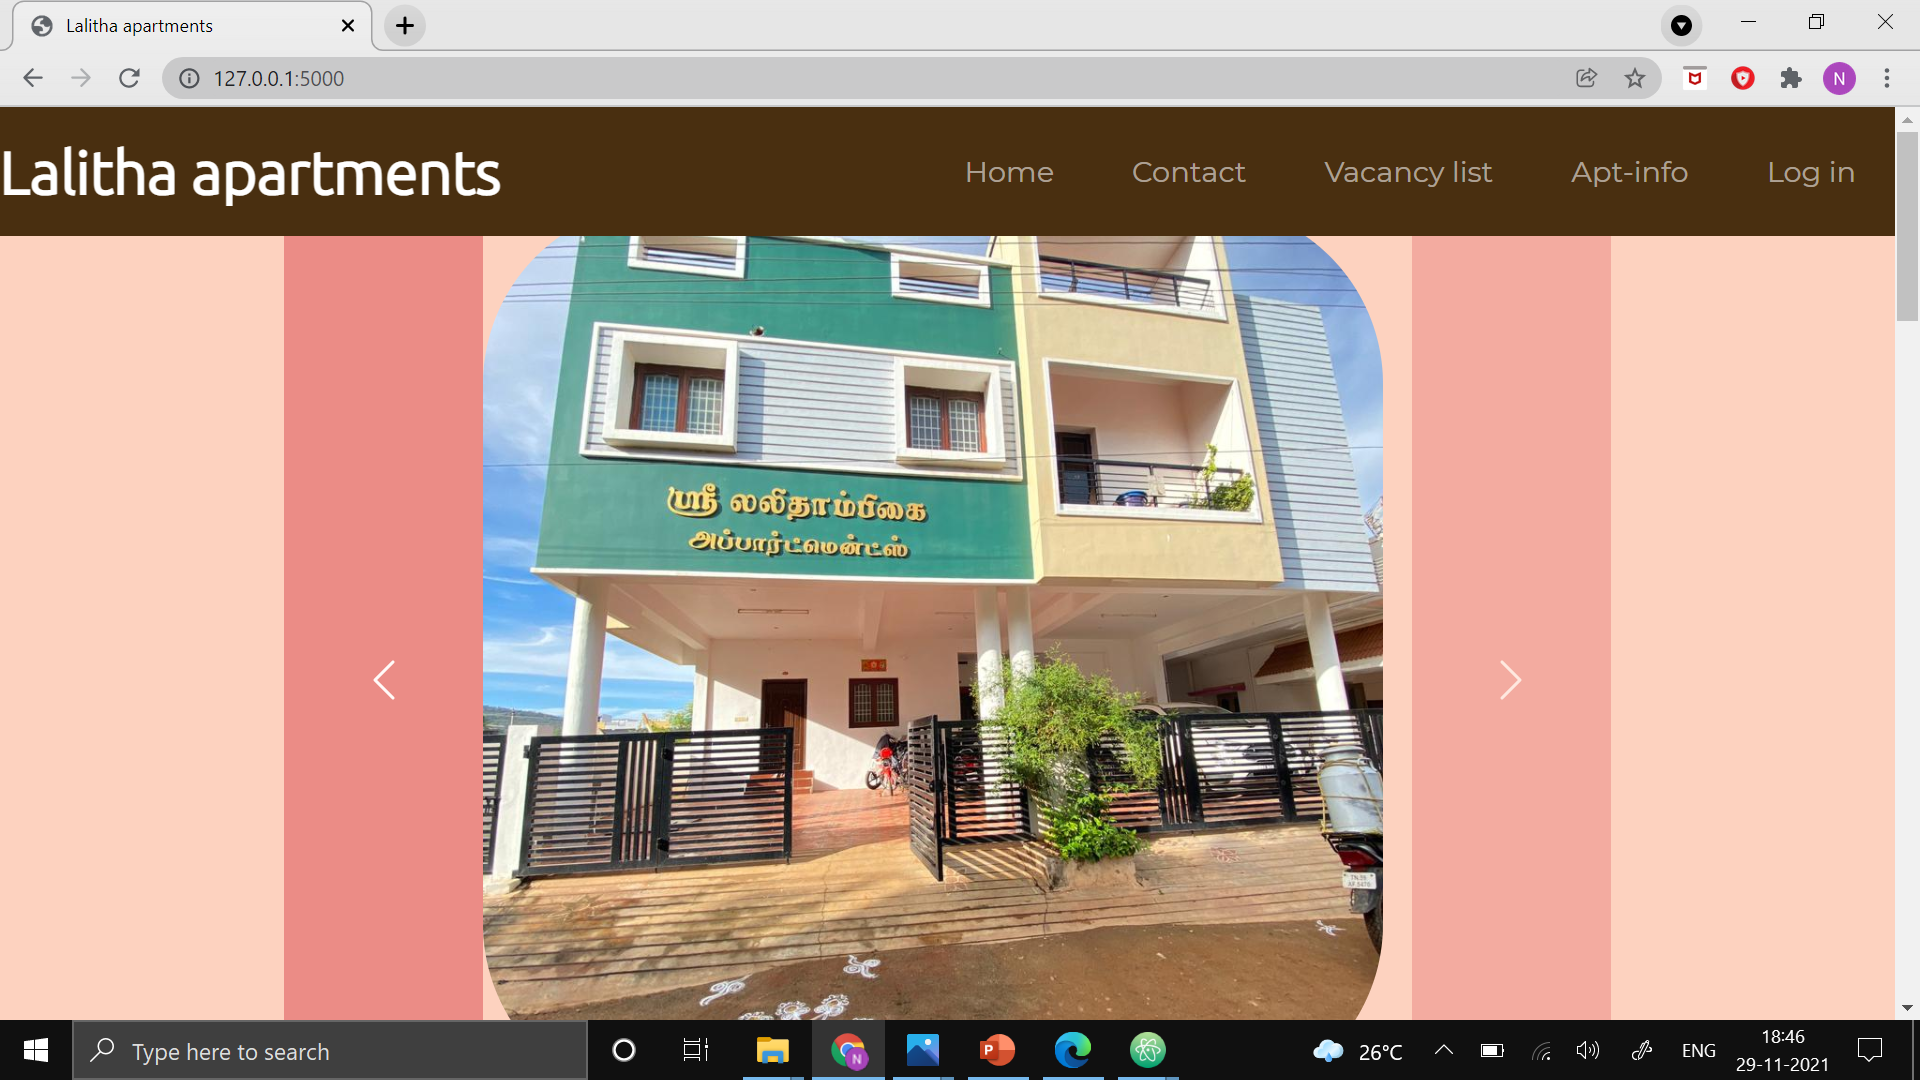 Lalitha apartments
127.0.0.1:5000
N
Lalitha apartments
Home
Contact
Vacancy list
Apt-info
Log in
ஸ்ரீ லலிதாம்பிகை
அப்பார்ட்மென்ட்ஸ்
Type here to search
N
P
26°C
ENG
18:46
29-11-2021